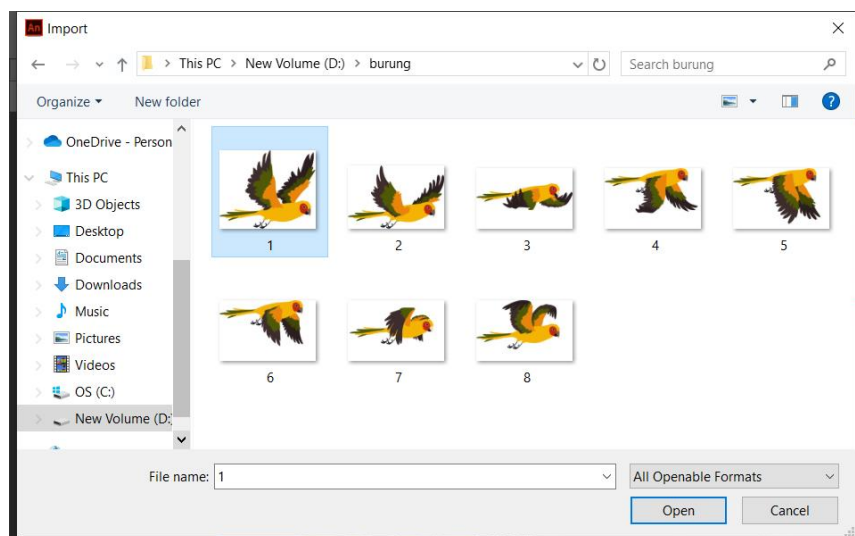 An Import
This PC > New Volume (D:) > burung
Search burung
Organize
New folder
OneDrive - Person
This PC
3D Objects
Desktop
Documents
Downloads
Music
Pictures
Videos
OS (C:)
New Volume (D:
1 2 3 4 5
6 7 8
File name: 1
All Openable Formats
Open
Cancel